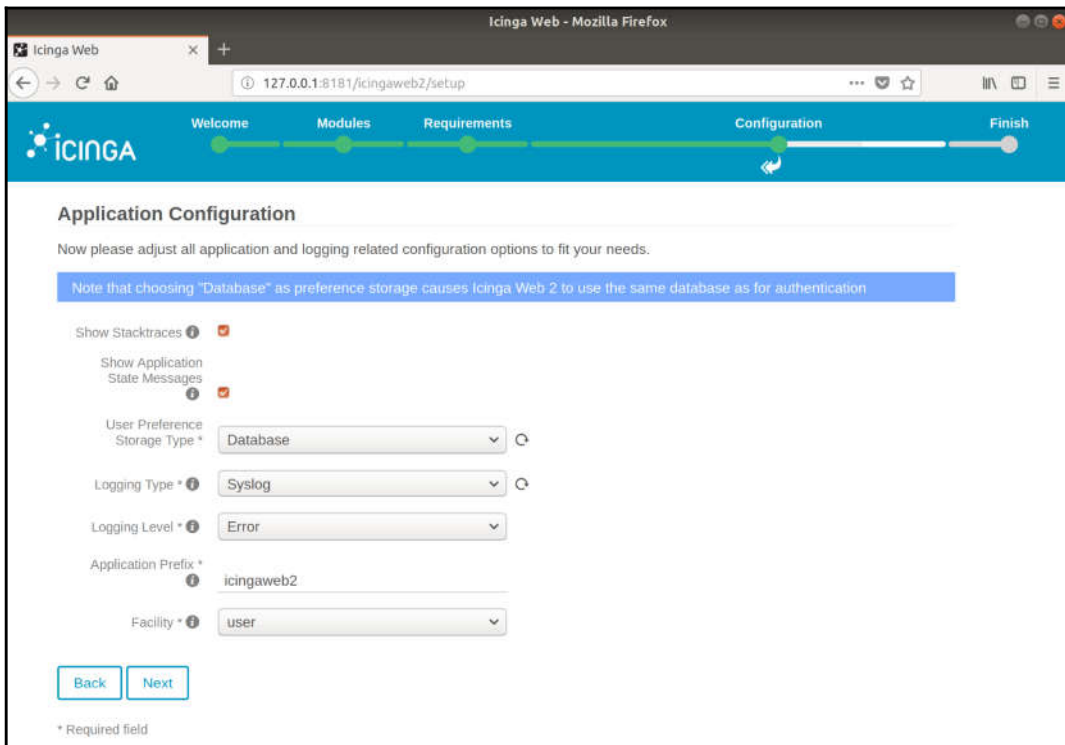 Icinga Web - Mozilla Firefox
Icinga Web
127.0.0.1:8181/icingaweb2/setup
icinga
Welcome Modules Requirements Configuration Finish
Application Configuration
Now please adjust all application and logging related configuration options to fit your needs.
Note that choosing "Database" as preference storage causes Icinga Web 2 to use the same database as for authentication
Show Stacktraces
Show Application
State Messages
User Preference
Storage Type * Database
Logging Type * Syslog
Logging Level * Error
Application Prefix *
icingaweb2
Facility * user
Back Next
* Required field